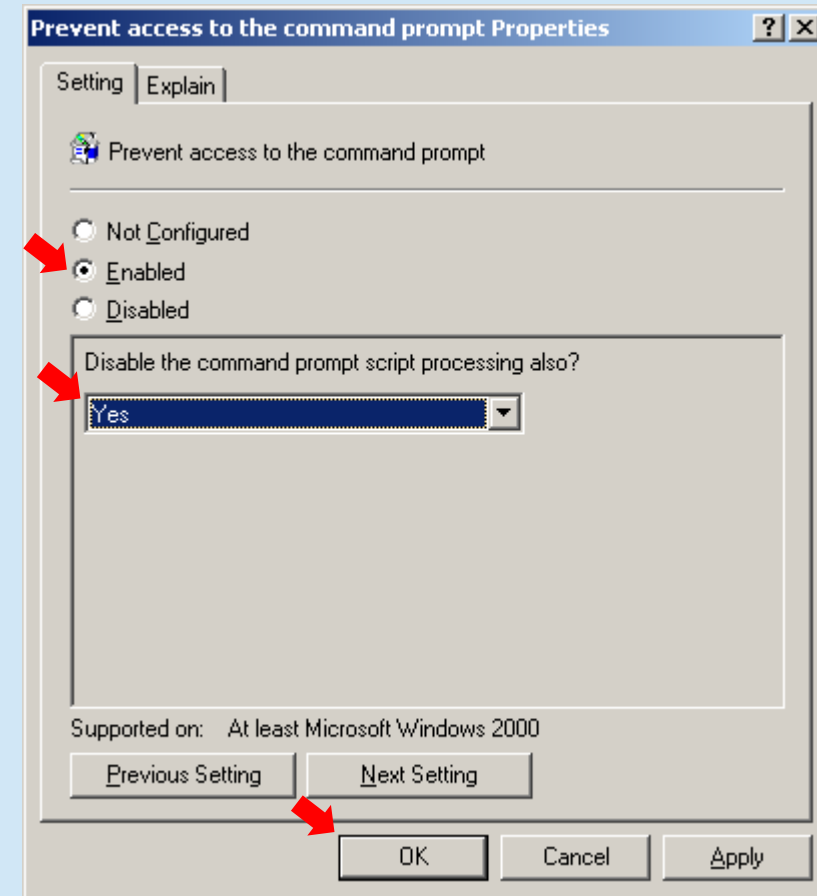 Prevent access to the command prompt Properties
Setting
Explain
Prevent access to the command prompt
Not Configured
Enabled
Disabled
Disable the command prompt script processing also?
Yes
Supported on: At least Microsoft Windows 2000
Previous Setting
Next Setting
OK
Cancel
Apply